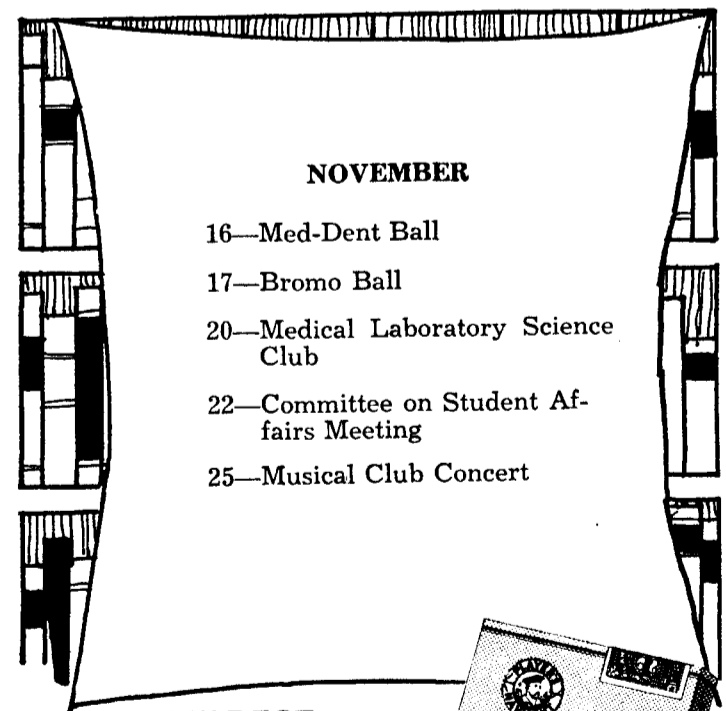 NOVEMBER
16—Med-Dent Ball
17—Bromo Ball
20—Medical Laboratory Science
Club
22—Committee on Student Af-
fairs Meeting
25—Musical Club Concert